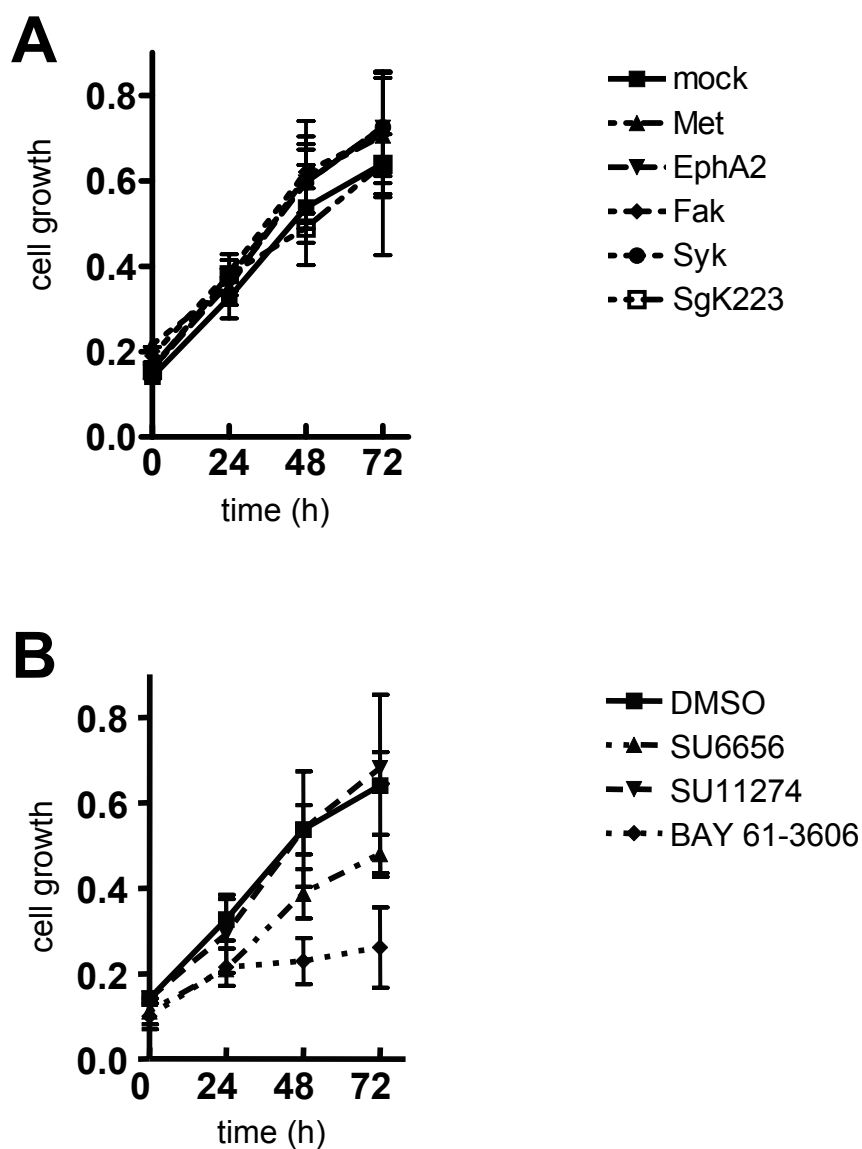 A
0.8
0.6
0.4
0.2
0.0
cell growth
0 24 48 72
time (h)
mock
Met
EphA2
Fak
Syk
SgK223
B
0.8
0.6
0.4
0.2
0.0
cell growth
0 24 48 72
time (h)
DMSO
SU6656
SU11274
BAY 61-3606